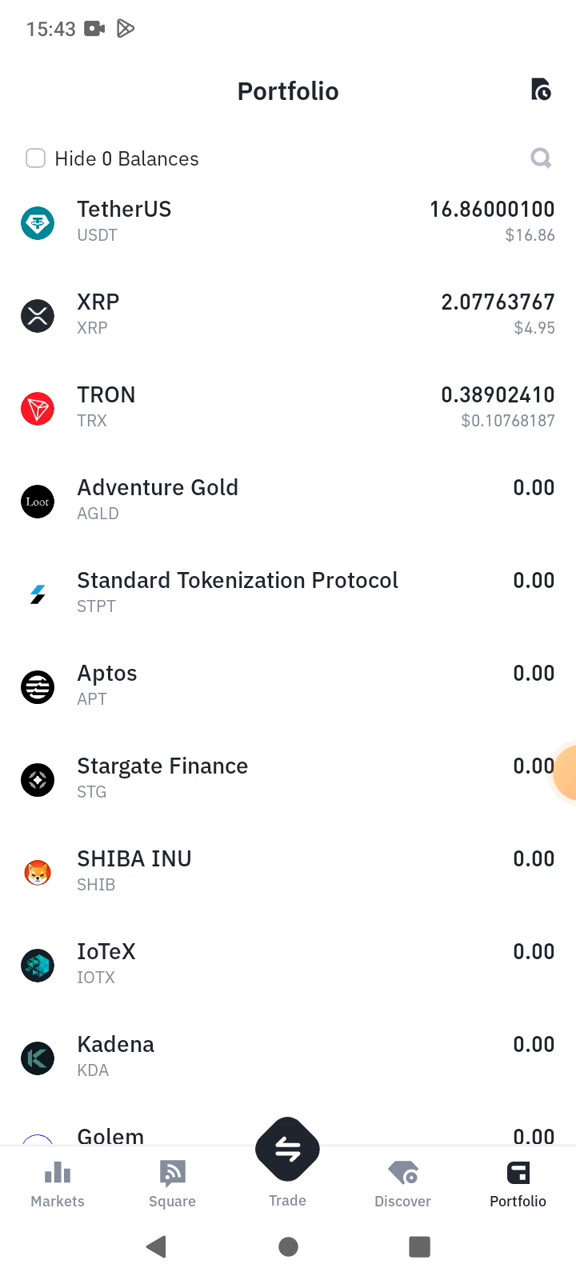 15:43
Portfolio
Hide 0 Balances
TetherUS 16.86000100
USDT $16.86
XRP 2.07763767
XRP $4.95
TRON 0.38902410
TRX $0.10768187
Loot
Adventure Gold 0.00
AGLD
Standard Tokenization Protocol 0.00
STPT
Aptos 0.00
APT
Stargate Finance 0.00
STG
SHIBA INU 0.00
SHIB
IoTeX 0.00
IOTX
Kadena 0.00
KDA
Golem 0.00
Markets Square Trade Discover Portfolio